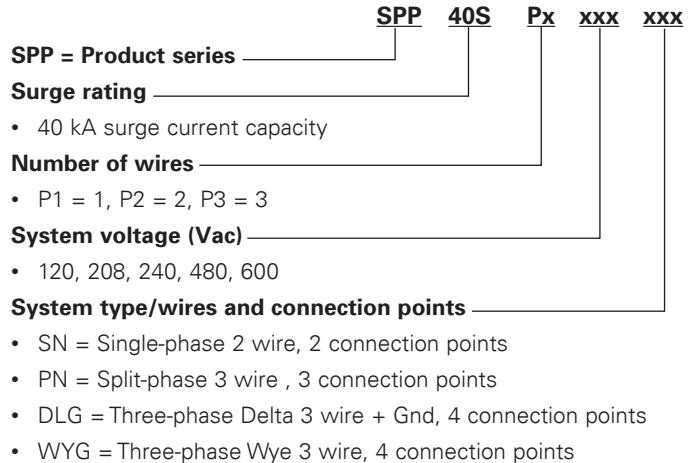 SPP 40S Px xxx xxx
SPP = Product series
Surge rating
• 40 kA surge current capacity
Number of wires
• P1 = 1, P2 = 2, P3 = 3
System voltage (Vac)
• 120, 208, 240, 480, 600
System type/wires and connection points
• SN = Single-phase 2 wire, 2 connection points
• PN = Split-phase 3 wire , 3 connection points
• DLG = Three-phase Delta 3 wire + Gnd, 4 connection points
• WYG = Three-phase Wye 3 wire, 4 connection points